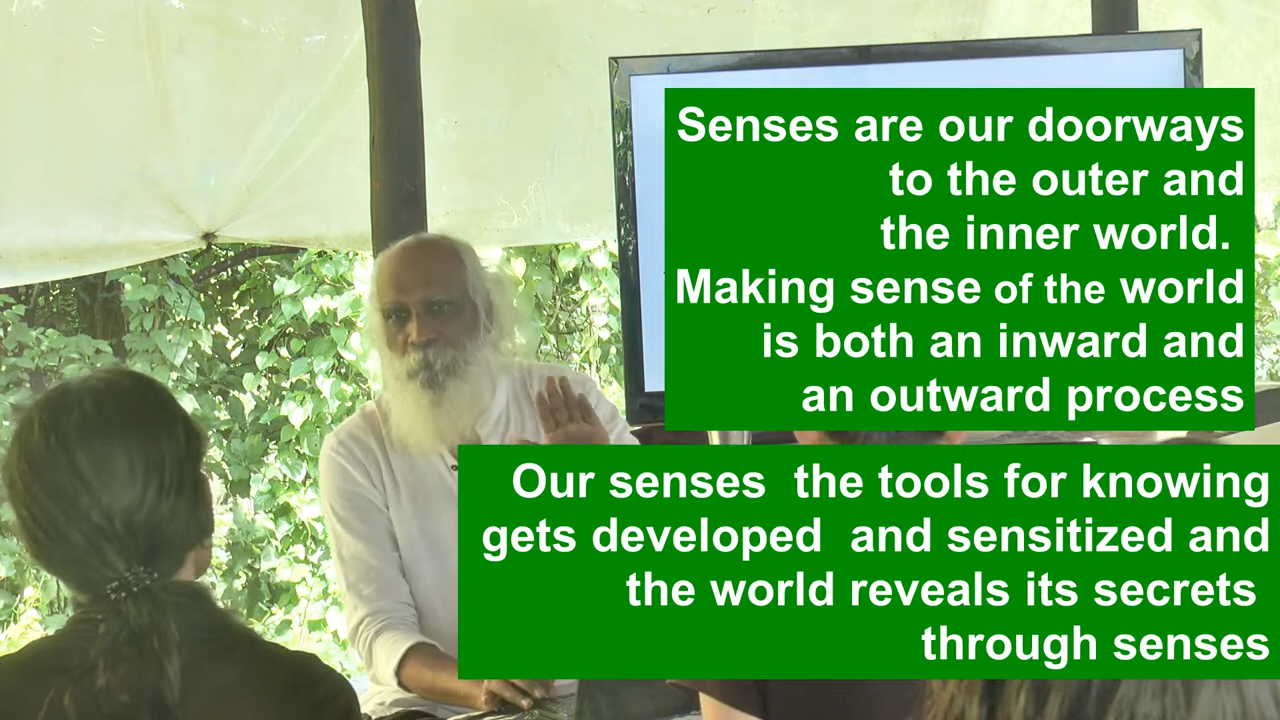 Senses are our doorways
to the outer and
the inner world.
Making sense of the world
is both an inward and
an outward process
Our senses  the tools for knowing
gets developed  and sensitized and
the world reveals its secrets
through senses